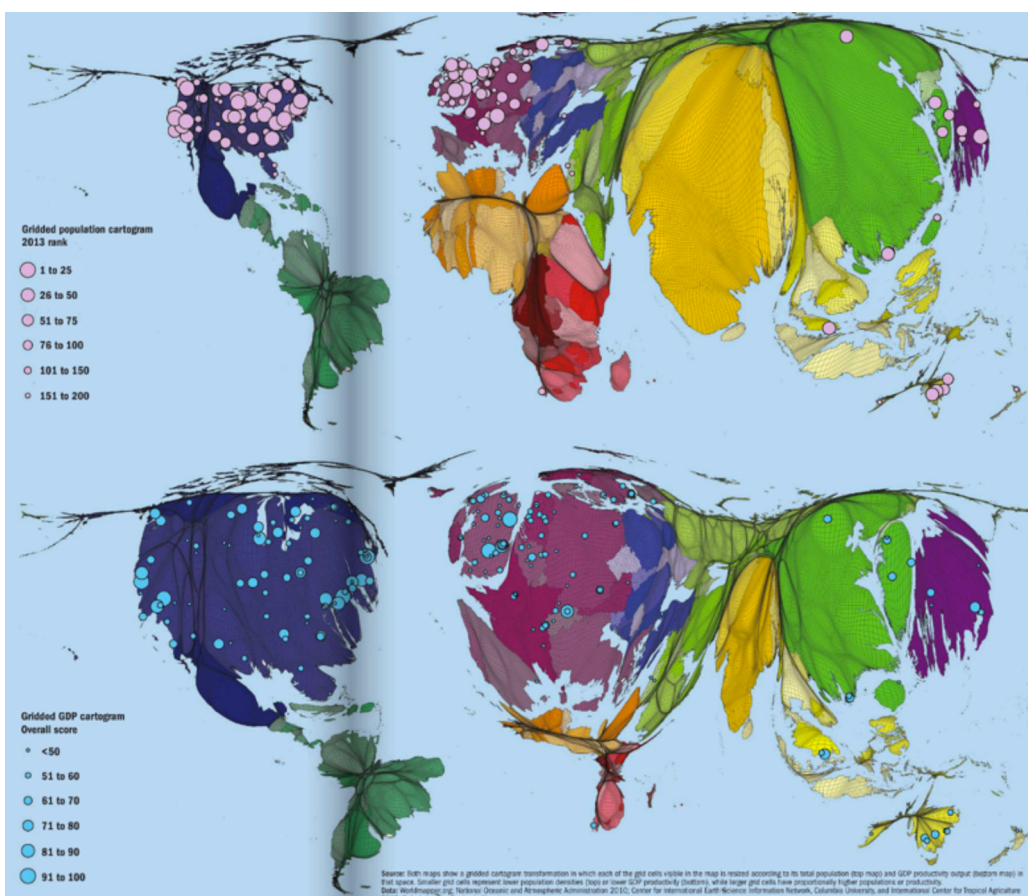 Gridded population cartogram
2013 rank
1 to 25
26 to 50
51 to 75
76 to 100
101 to 150
151 to 200
Gridded GDP cartogram
Overall score
<50
51 to 60
61 to 70
71 to 80
81 to 90
91 to 100
Source: Both maps show a gridded cartogram transformation in which each of the grid cells visible in the map is resized according to its total population (top map) and GDP productivity output (bottom map) in
that space. Smaller grid cells represent lower population densities (top) or lower GDP productivity (bottom), while larger grid cells have proportionally higher populations or productivity.
Data: Worldmapper.org; National Oceanic and Atmospheric Administration 2010; Center for International Earth Science Information Network, Columbia University, and International Center for Tropical Agriculture